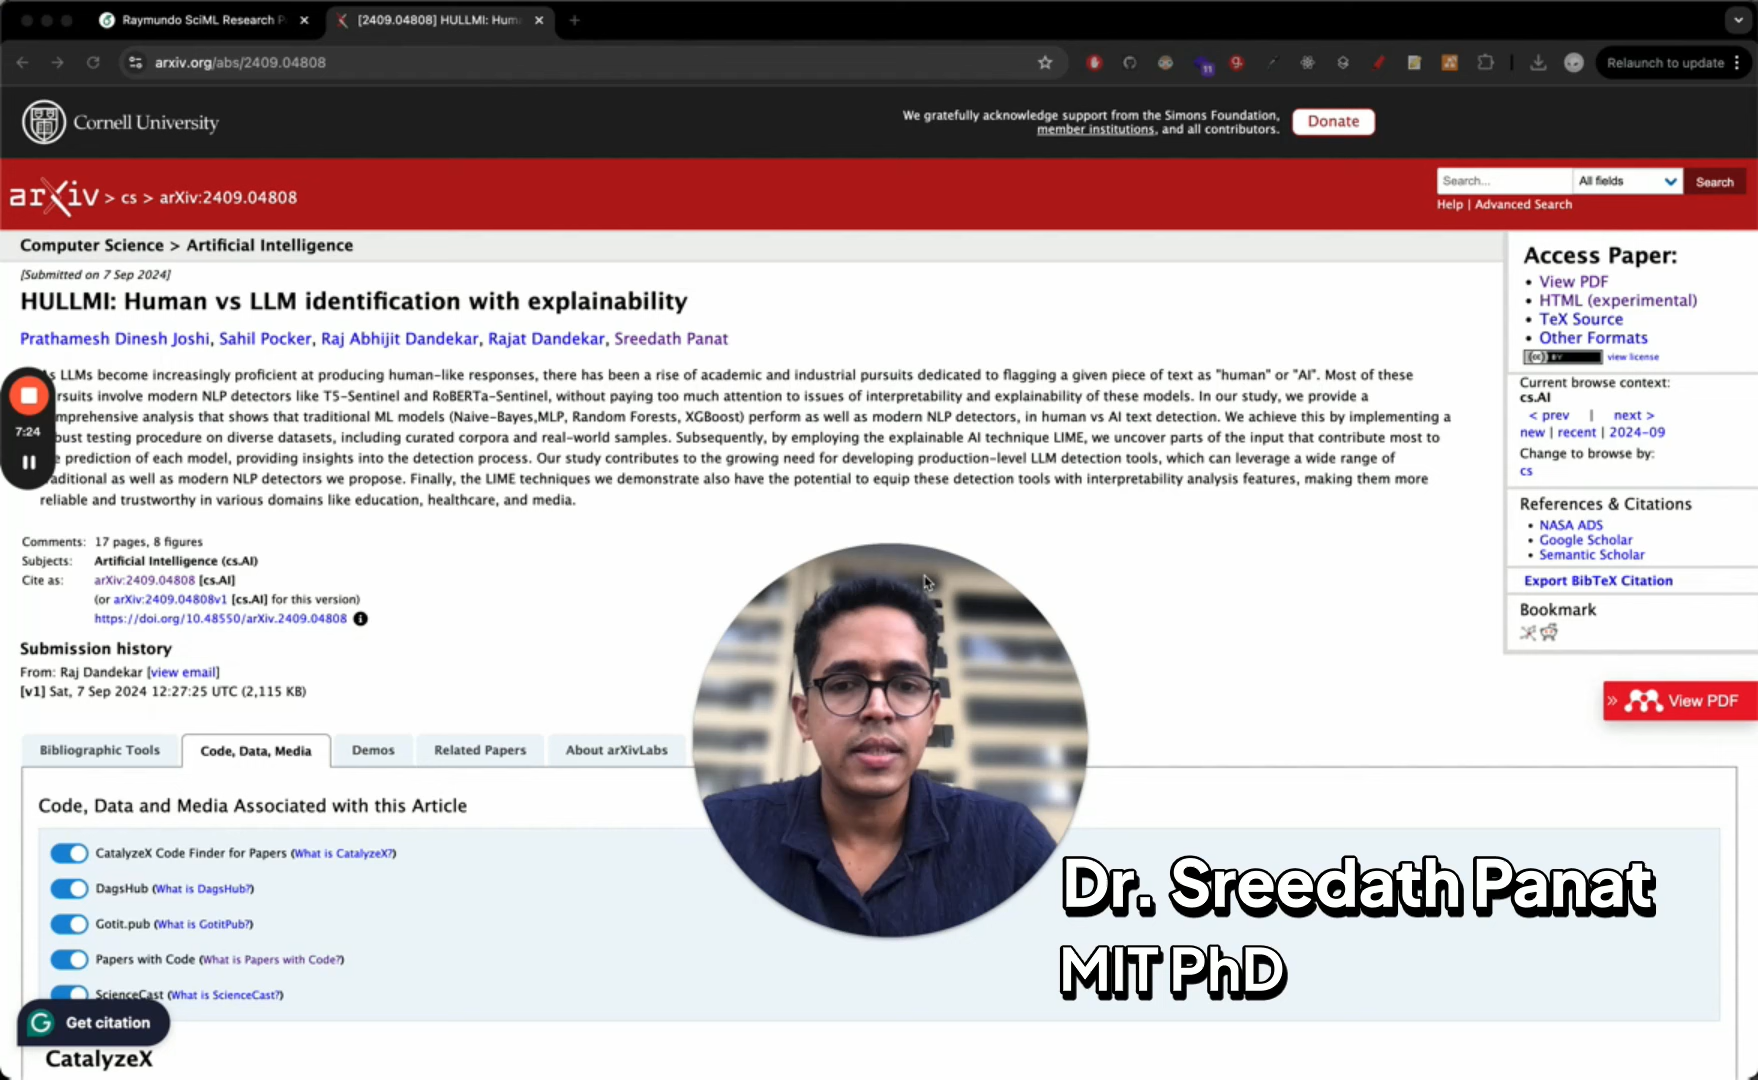 Raymundo SciML Research P
[2409.04808] HULLMI: Hum
arxiv.org/abs/2409.04808
11
Relaunch to update
Cornell University
We gratefully acknowledge support from the Simons Foundation,
member institutions, and all contributors.
Donate
arXiv > cs > arXiv:2409.04808
Search...
All fields
Search
Help | Advanced Search
Computer Science > Artificial Intelligence
[Submitted on 7 Sep 2024]
HULLMI: Human vs LLM identification with explainability
Prathamesh Dinesh Joshi, Sahil Pocker, Raj Abhijit Dandekar, Rajat Dandekar, Sreedath Panat
s LLMs become increasingly proficient at producing human-like responses, there has been a rise of academic and industrial pursuits dedicated to flagging a given piece of text as "human" or "AI". Most of these
rsuits involve modern NLP detectors like T5-Sentinel and RoBERTa-Sentinel, without paying too much attention to issues of interpretability and explainability of these models. In our study, we provide a
mprehensive analysis that shows that traditional ML models (Naive-Bayes,MLP, Random Forests, XGBoost) perform as well as modern NLP detectors, in human vs AI text detection. We achieve this by implementing a
bust testing procedure on diverse datasets, including curated corpora and real-world samples. Subsequently, by employing the explainable AI technique LIME, we uncover parts of the input that contribute most to
e prediction of each model, providing insights into the detection process. Our study contributes to the growing need for developing production-level LLM detection tools, which can leverage a wide range of
aditional as well as modern NLP detectors we propose. Finally, the LIME techniques we demonstrate also have the potential to equip these detection tools with interpretability analysis features, making them more
reliable and trustworthy in various domains like education, healthcare, and media.
7:24
Comments: 17 pages, 8 figures
Subjects: Artificial Intelligence (cs.AI)
Cite as: arXiv:2409.04808 [cs.AI]
(or arXiv:2409.04808v1 [cs.AI] for this version)
https://doi.org/10.48550/arXiv.2409.04808
Submission history
From: Raj Dandekar [view email]
[v1] Sat, 7 Sep 2024 12:27:25 UTC (2,115 KB)
Access Paper:
View PDF
HTML (experimental)
TeX Source
Other Formats
(cc) BY view license
Current browse context:
cs.AI
< prev | next >
new | recent | 2024-09
Change to browse by:
cs
References & Citations
NASA ADS
Google Scholar
Semantic Scholar
Export BibTeX Citation
Bookmark
» View PDF
Bibliographic Tools
Code, Data, Media
Demos
Related Papers
About arXivLabs
Code, Data and Media Associated with this Article
CatalyzeX Code Finder for Papers (What is CatalyzeX?)
DagsHub (What is DagsHub?)
Gotit.pub (What is GotitPub?)
Papers with Code (What is Papers with Code?)
ScienceCast (What is ScienceCast?)
Get citation
CatalyzeX
Dr. Sreedath Panat
MIT PhD